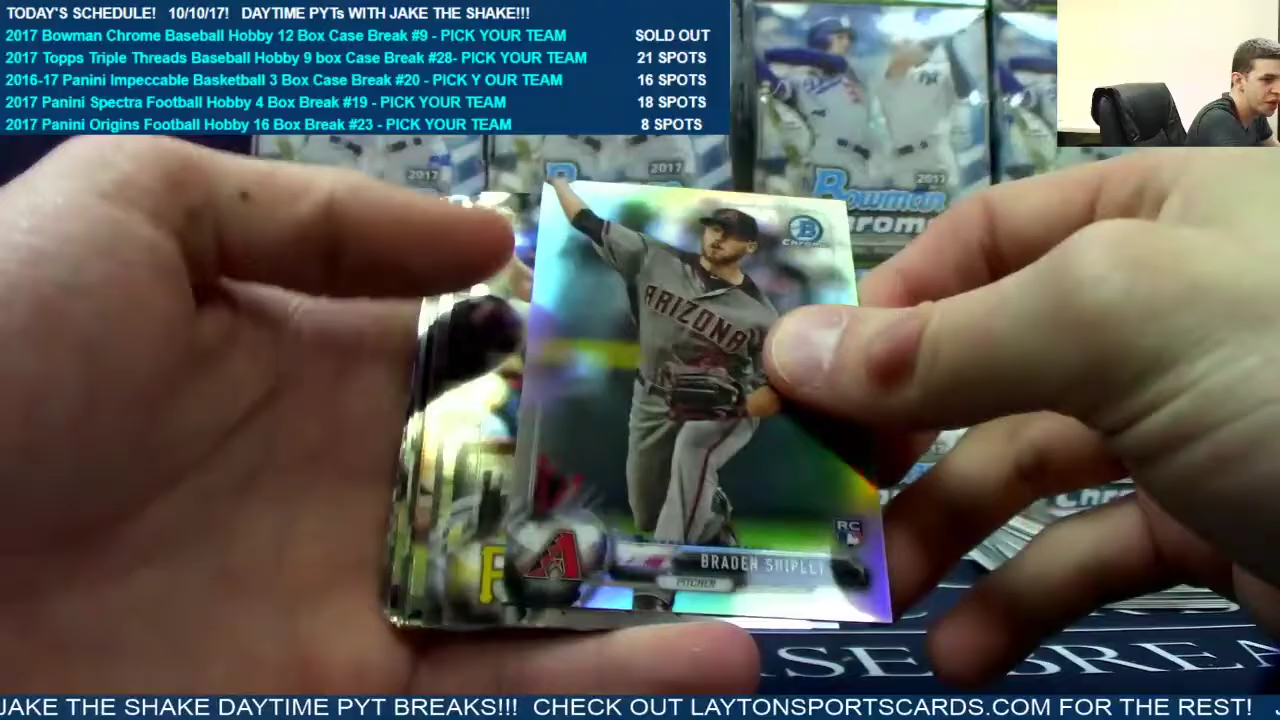 TODAY'S SCHEDULE! 10/10/17! DAYTIME PYTs WITH JAKE THE SHAKE!!!
2017 Bowman Chrome Baseball Hobby 12 Box Case Break #9 - PICK YOUR TEAM SOLD OUT
2017 Topps Triple Threads Baseball Hobby 9 box Case Break #28- PICK YOUR TEAM 21 SPOTS
2016-17 Panini Impeccable Basketball 3 Box Case Break #20 - PICK Y OUR TEAM 16 SPOTS
2017 Panini Spectra Football Hobby 4 Box Break #19 - PICK YOUR TEAM 18 SPOTS
2017 Panini Origins Football Hobby 16 Box Break #23 - PICK YOUR TEAM 8 SPOTS
2017
2017
2017
Bowman
Chrome
B
Chrome
ARIZONA
RC
A
BRADEN SHIPLEY
PITCHER
P
SE BREA
JAKE THE SHAKE DAYTIME PYT BREAKS!!! CHECK OUT LAYTONSPORTSCARDS.COM FOR THE REST!